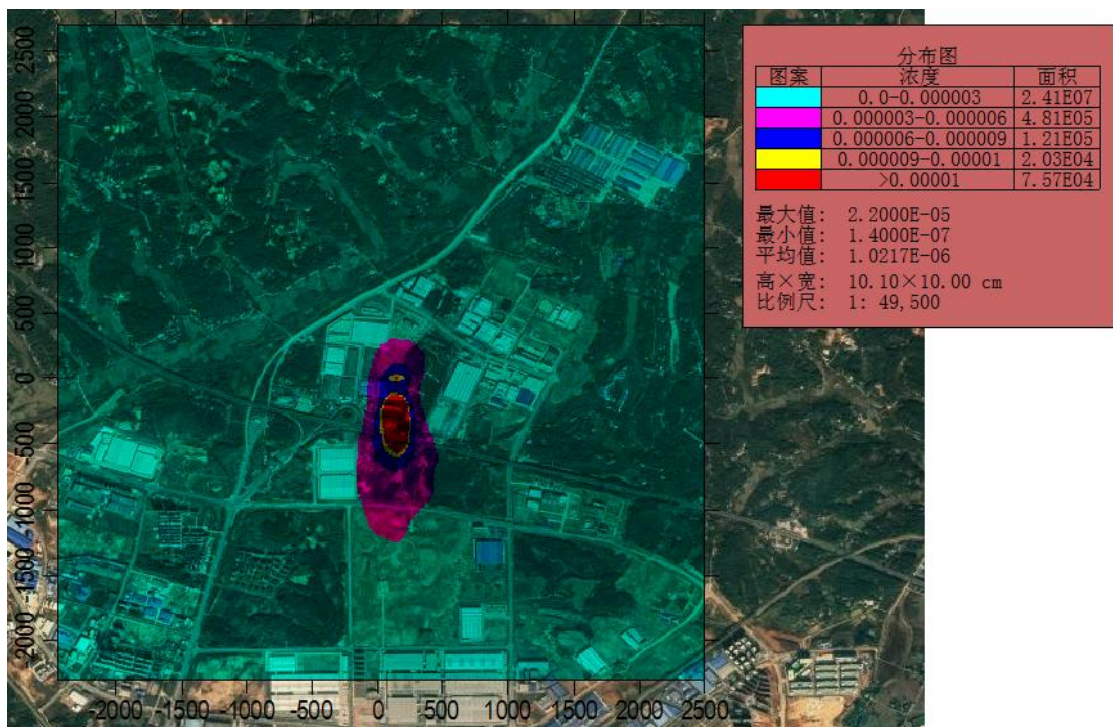 分布图
图案 浓度 面积
0.0-0.000003 2.41E07
0.000003-0.000006 4.81E05
0.000006-0.000009 1.21E05
0.000009-0.00001 2.03E04
>0.00001 7.57E04
最大值: 2.2000E-05
最小值: 1.4000E-07
平均值: 1.0217E-06
高×宽: 10.10×10.00 cm
比例尺: 1: 49,500
2500
2000
1500
1000
500
0
-500
-1000
-1500
-2000
-2000 -1500 -1000 -500 0 500 1000 1500 2000 2500